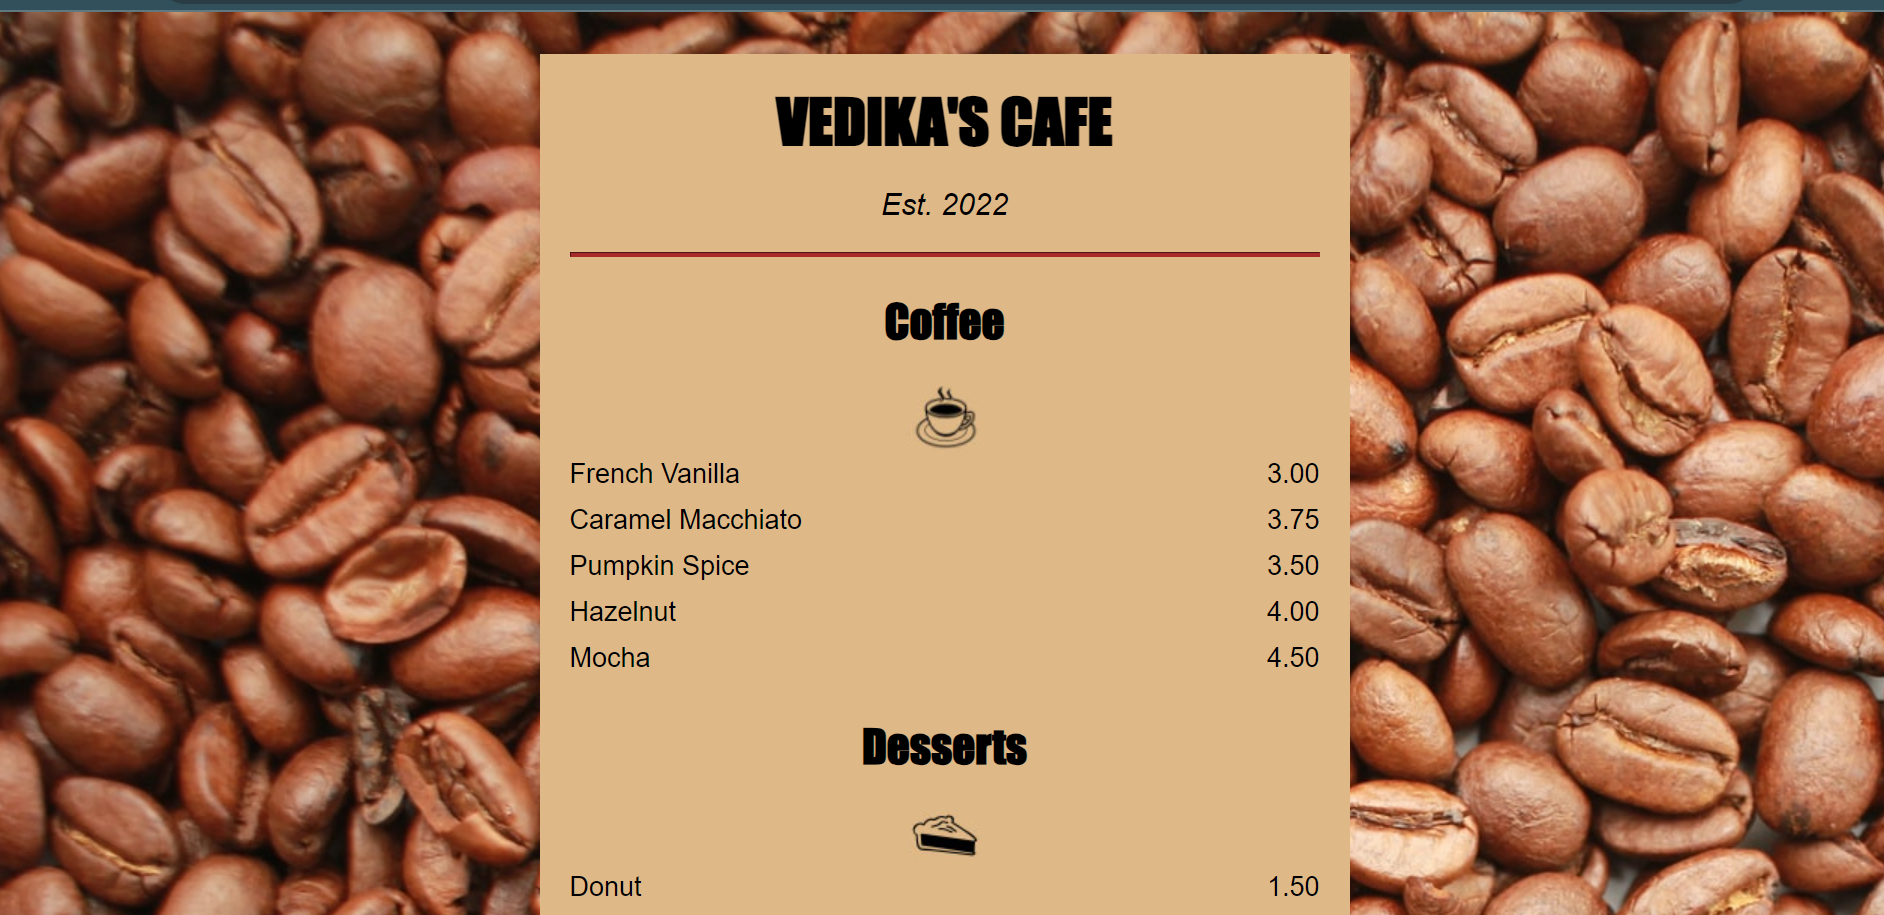 VEDIKA'S CAFE
Est. 2022
Coffee
French Vanilla 3.00
Caramel Macchiato 3.75
Pumpkin Spice 3.50
Hazelnut 4.00
Mocha 4.50
Desserts
Donut 1.50